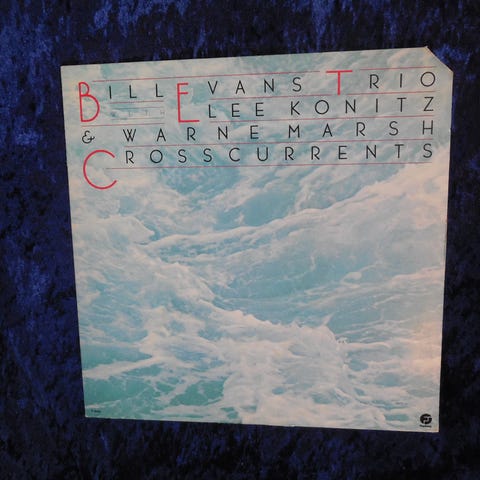 BILL EVANS TRIO
WITH LEE KONITZ
& WARNE MARSH
CROSSCURRENTS